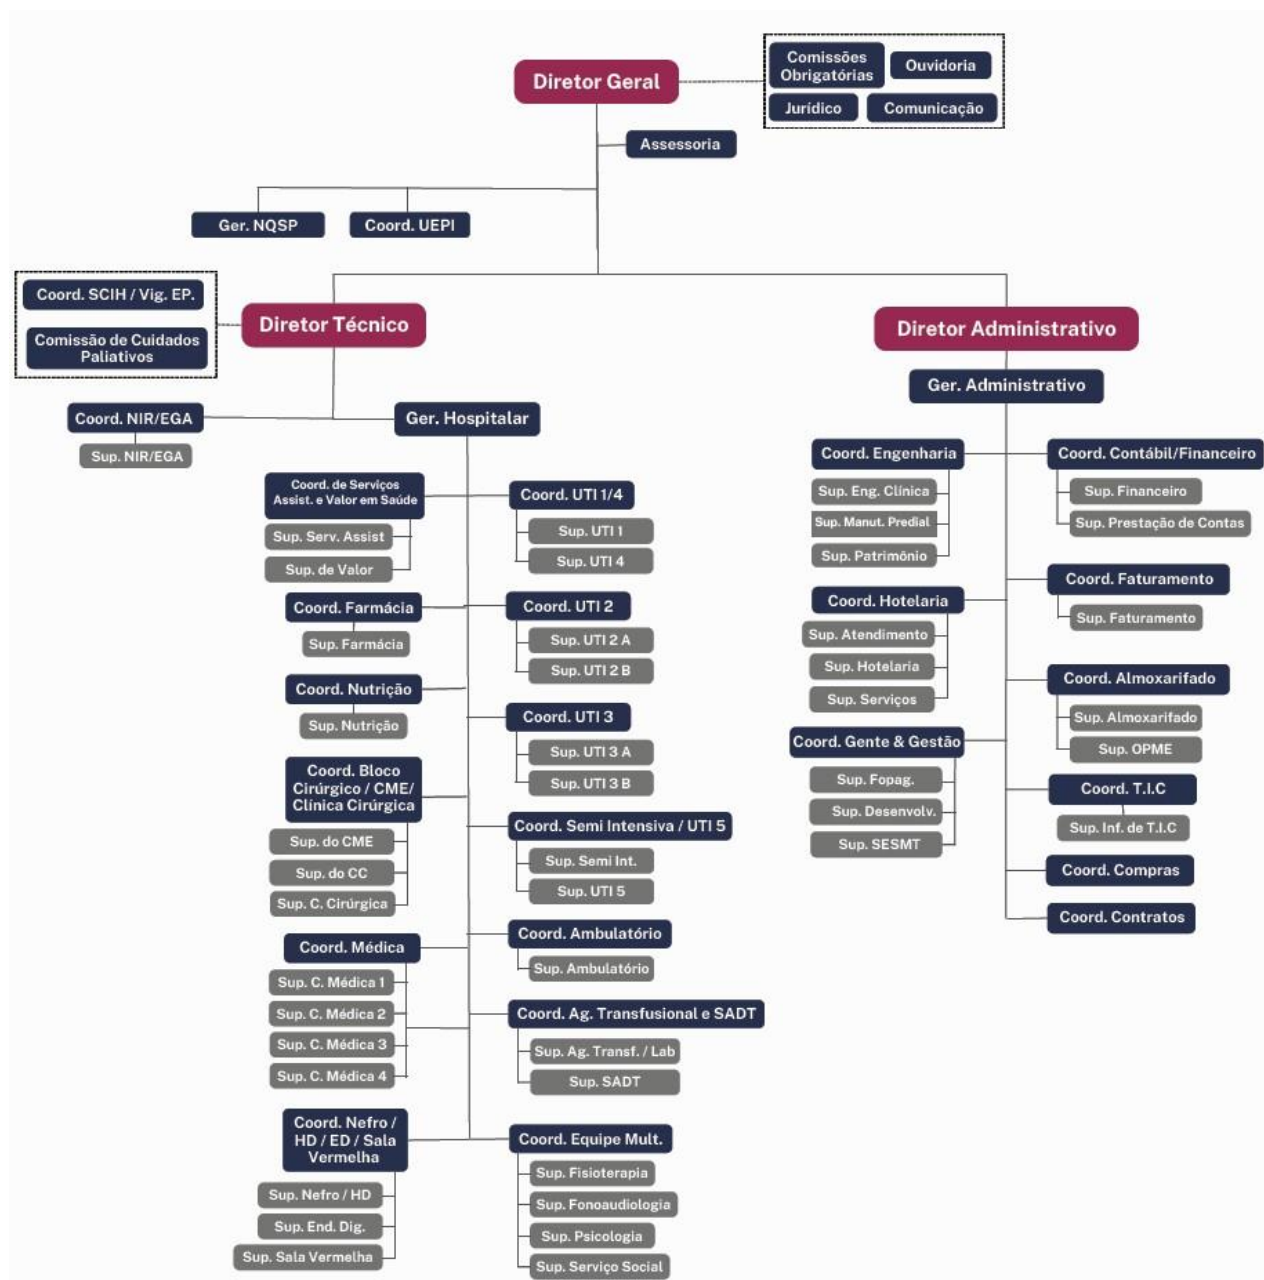 Diretor Geral
Comissões
Obrigatórias
Ouvidoria
Jurídico
Comunicação
Assessoria
Ger. NQSP
Coord. UEPI
Coord. SCIH / Vig. EP.
Comissão de Cuidados
Paliativos
Diretor Técnico
Diretor Administrativo
Ger. Administrativo
Coord. NIR/EGA
Sup. NIR/EGA
Ger. Hospitalar
Coord. de Serviços
Assist. e Valor em Saúde
Sup. Serv. Assist
Sup. de Valor
Coord. Farmácia
Sup. Farmácia
Coord. Nutrição
Sup. Nutrição
Coord. Bloco
Cirúrgico / CME/
Clínica Cirúrgica
Sup. do CME
Sup. do CC
Sup. C. Cirúrgica
Coord. Médica
Sup. C. Médica 1
Sup. C. Médica 2
Sup. C. Médica 3
Sup. C. Médica 4
Coord. Nefro /
HD / ED / Sala
Vermelha
Sup. Nefro / HD
Sup. End. Dig.
Sup. Sala Vermelha
Coord. UTI 1/4
Sup. UTI 1
Sup. UTI 4
Coord. UTI 2
Sup. UTI 2 A
Sup. UTI 2 B
Coord. UTI 3
Sup. UTI 3 A
Sup. UTI 3 B
Coord. Semi Intensiva / UTI 5
Sup. Semi Int.
Sup. UTI 5
Coord. Ambulatório
Sup. Ambulatório
Coord. Ag. Transfusional e SADT
Sup. Ag. Transf. / Lab
Sup. SADT
Coord. Equipe Mult.
Sup. Fisioterapia
Sup. Fonoaudiologia
Sup. Psicologia
Sup. Serviço Social
Coord. Engenharia
Sup. Eng. Clínica
Sup. Manut. Predial
Sup. Patrimônio
Coord. Hotelaria
Sup. Atendimento
Sup. Hotelaria
Sup. Serviços
Coord. Gente & Gestão
Sup. Fopag.
Sup. Desenvolv.
Sup. SESMT
Coord. Contábil/Financeiro
Sup. Financeiro
Sup. Prestação de Contas
Coord. Faturamento
Sup. Faturamento
Coord. Almoxarifado
Sup. Almoxarifado
Sup. OPME
Coord. T.I.C
Sup. Inf. de T.I.C
Coord. Compras
Coord. Contratos